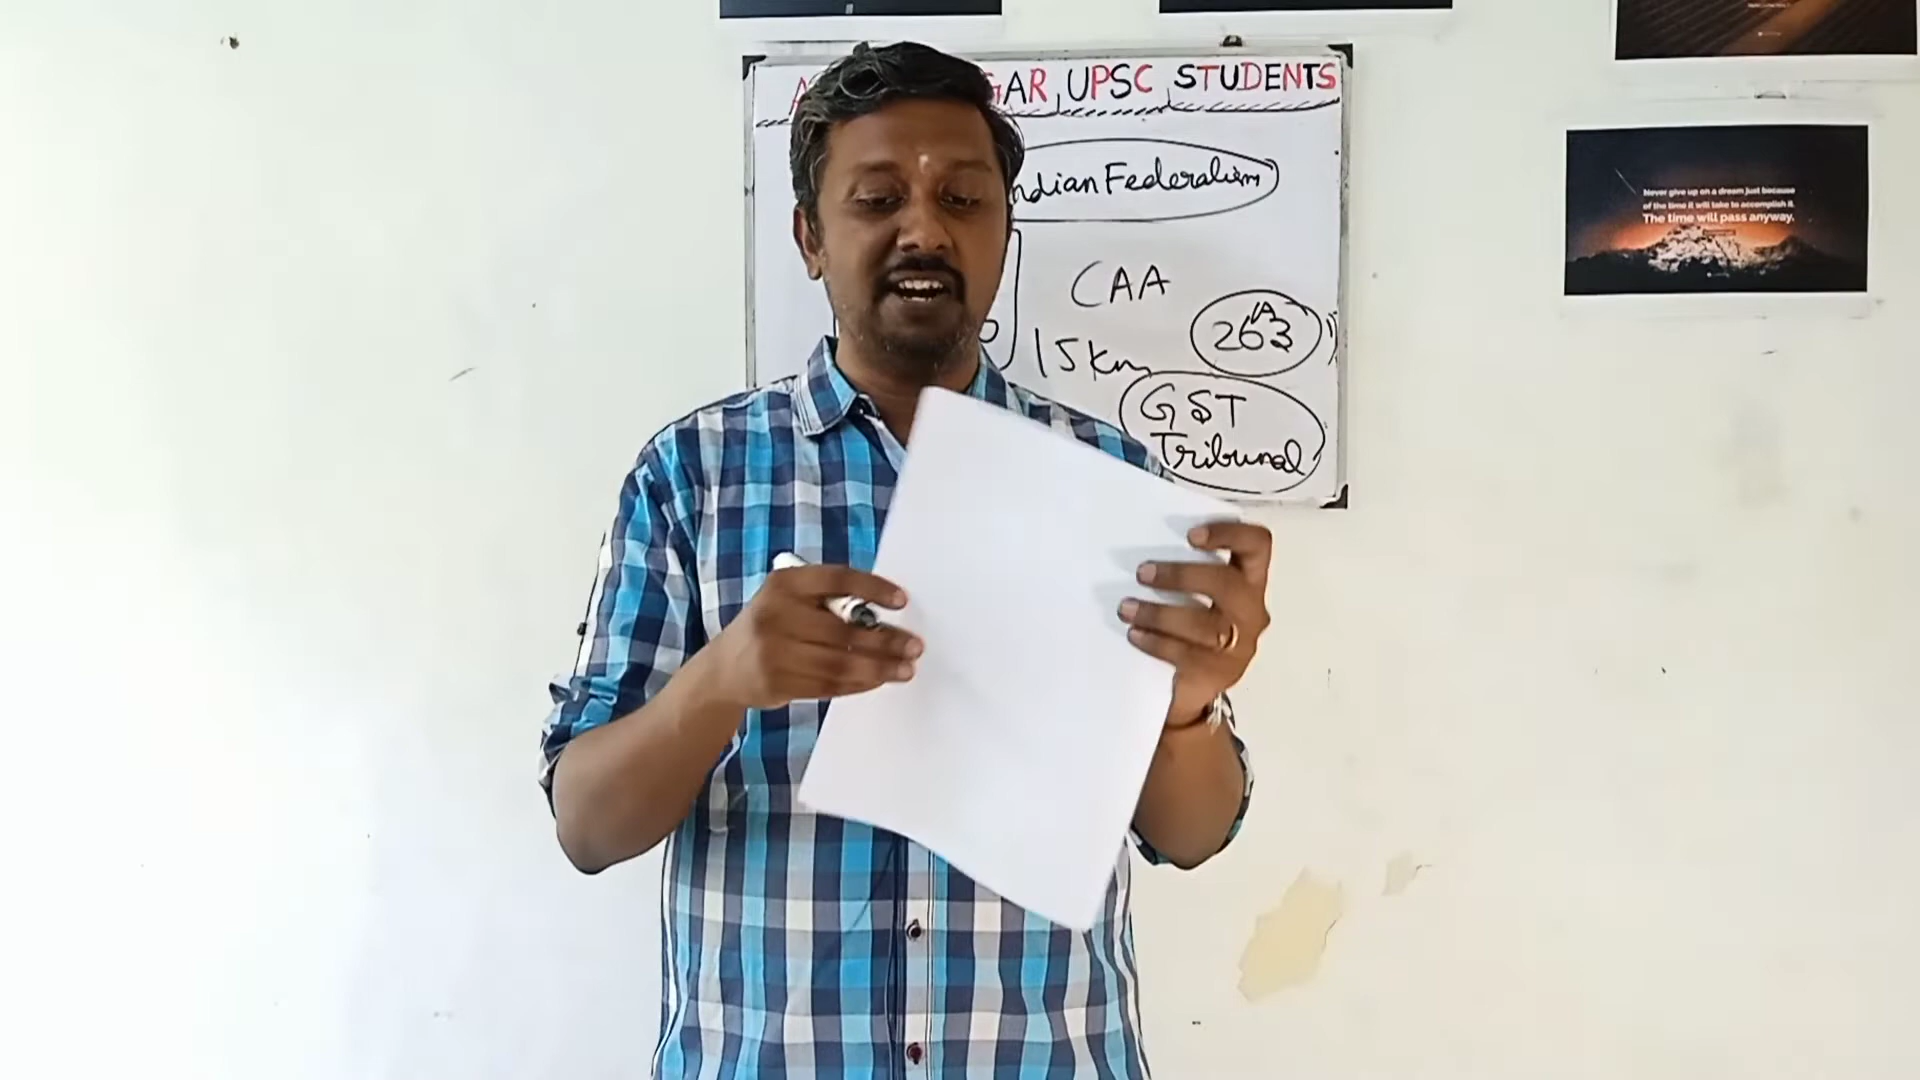 GAR UPSC STUDENTS
Indian Federalism
CAA
263
A
15km
GST
Tribunal
Never give up on a dream just because
of the time it will take to accomplish it.
The time will pass anyway.